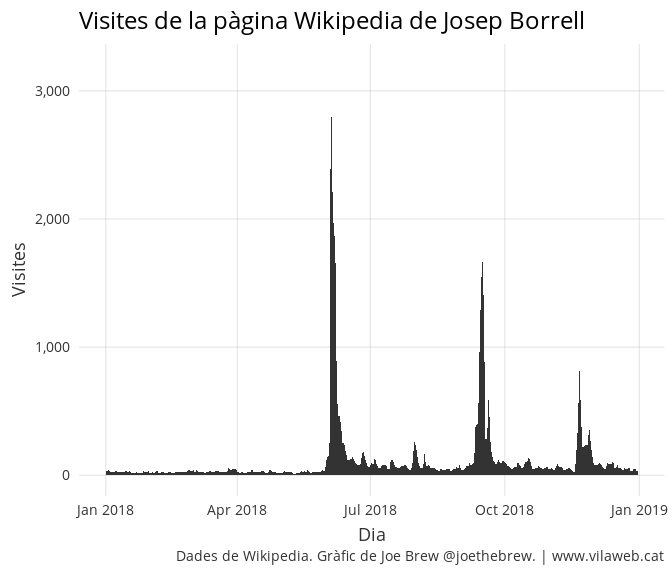 Visites de la pàgina Wikipedia de Josep Borrell
3,000
2,000
1,000
0
Visites
Jan 2018 Apr 2018 Jul 2018 Oct 2018 Jan 2019
Dia
Dades de Wikipedia. Gràfic de Joe Brew @joethebrew. | www.vilaweb.cat